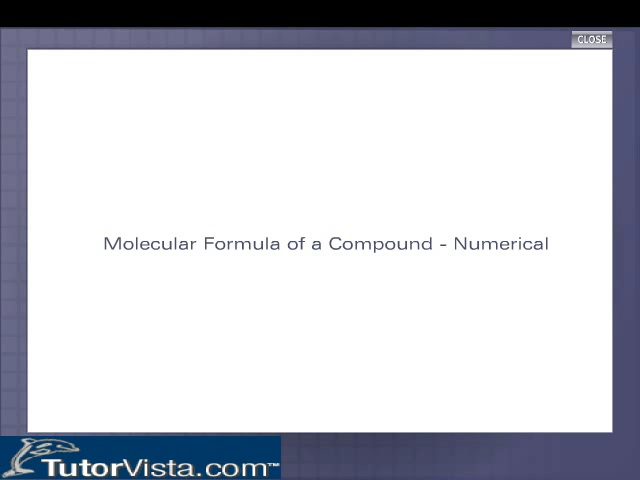 CLOSE
Molecular Formula of a Compound - Numerical
TutorVista.com™